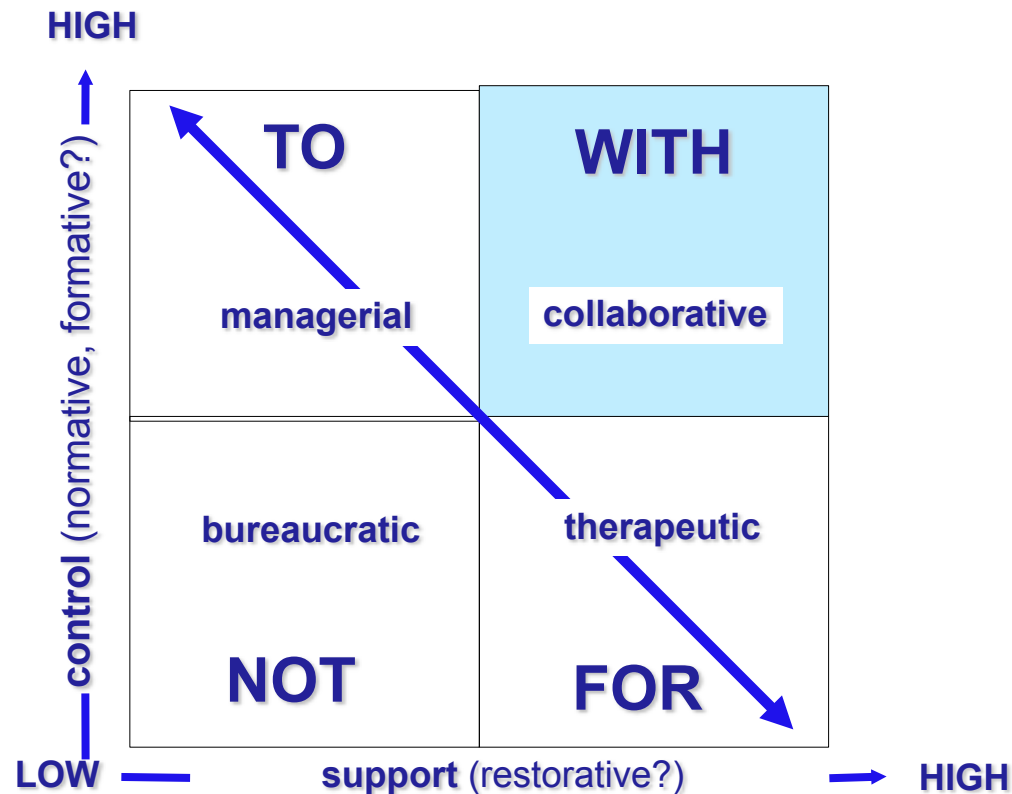 HIGH
control (normative, formative?)
TO
WITH
managerial
collaborative
bureaucratic
therapeutic
NOT
FOR
LOW
support (restorative?)
HIGH